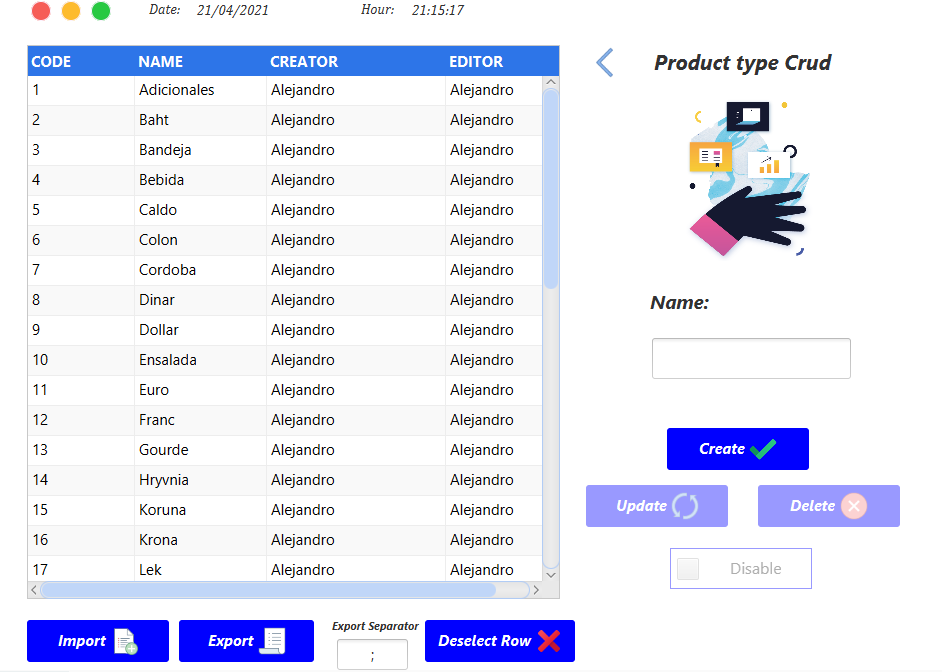 Date: 21/04/2021 Hour: 21:15:17
Product type Crud
CODE NAME CREATOR EDITOR
1 Adicionales Alejandro Alejandro
2 Baht Alejandro Alejandro
3 Bandeja Alejandro Alejandro
4 Bebida Alejandro Alejandro
5 Caldo Alejandro Alejandro
6 Colon Alejandro Alejandro
7 Cordoba Alejandro Alejandro
8 Dinar Alejandro Alejandro
9 Dollar Alejandro Alejandro
10 Ensalada Alejandro Alejandro
11 Euro Alejandro Alejandro
12 Franc Alejandro Alejandro
13 Gourde Alejandro Alejandro
14 Hryvnia Alejandro Alejandro
15 Koruna Alejandro Alejandro
16 Krona Alejandro Alejandro
17 Lek Alejandro Alejandro
Name:
Create
Update Delete
Disable
Import Export Export Separator ; Deselect Row